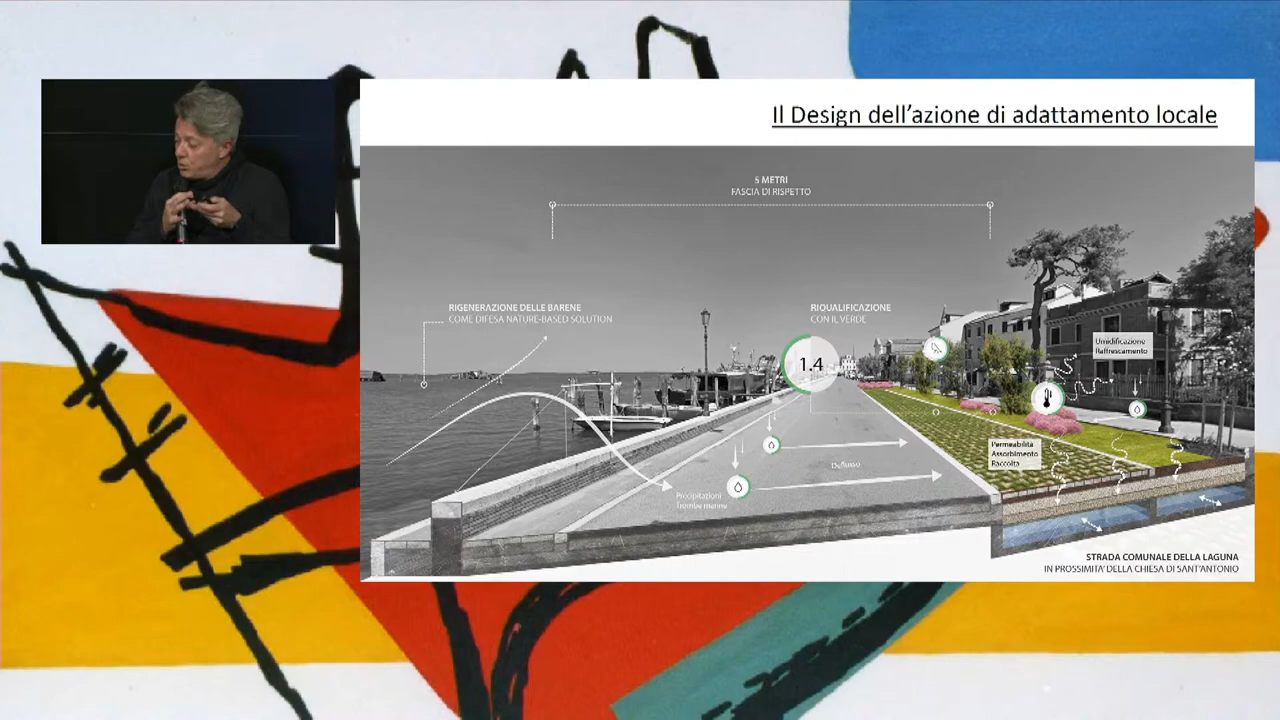 Il Design dell'azione di adattamento locale
5 METRI
FASCIA DI RISPETTO
RIGENERAZIONE DELLE BARENE
COME DIFESA NATURE-BASED SOLUTION
RIQUALIFICAZIONE
CON IL VERDE
1.4
Umidificazione
Raffrescamento
Permeabilità
Assorbimento
Raccolta
Deflusso
Precipitazioni
Trombe marine
STRADA COMUNALE DELLA LAGUNA
IN PROSSIMITA' DELLA CHIESA DI SANT'ANTONIO